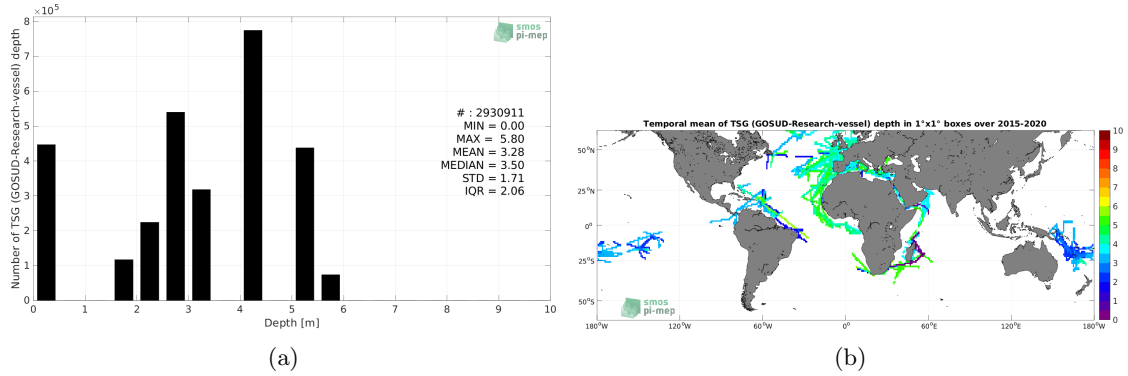 ×10⁵
8
7
6
5
4
3
2
1
0
Number of TSG (GOSUD-Research-vessel) depth
smos
pi-mep
# : 2930911
MIN = 0.00
MAX = 5.80
MEAN = 3.28
MEDIAN = 3.50
STD = 1.71
IQR = 2.06
0 1 2 3 4 5 6 7 8 9 10
Depth [m]
(a)
Temporal mean of TSG (GOSUD-Research-vessel) depth in 1°x1° boxes over 2015-2020
50°N
25°N
0°
25°S
50°S
smos
pi-mep
180°W 120°W 60°W 0° 60°E 120°E 180°E
10
9
8
7
6
5
4
3
2
1
0
(b)